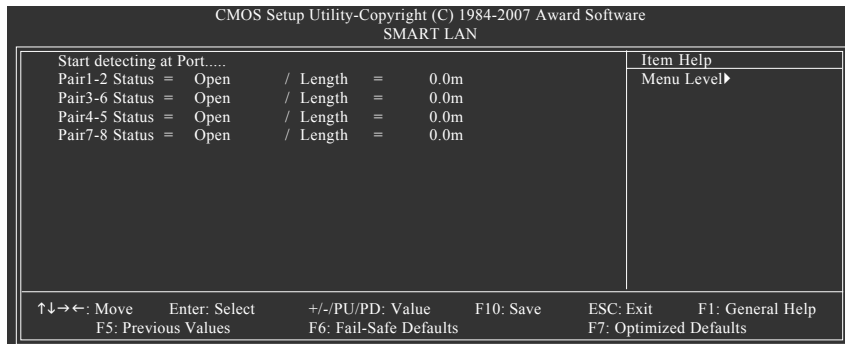 CMOS Setup Utility-Copyright (C) 1984-2007 Award Software
SMART LAN
Start detecting at Port.....
Pair1-2 Status = Open / Length = 0.0m
Pair3-6 Status = Open / Length = 0.0m
Pair4-5 Status = Open / Length = 0.0m
Pair7-8 Status = Open / Length = 0.0m
Item Help
Menu Level▶
↑↓→←: Move Enter: Select +/-/PU/PD: Value F10: Save ESC: Exit F1: General Help
F5: Previous Values F6: Fail-Safe Defaults F7: Optimized Defaults